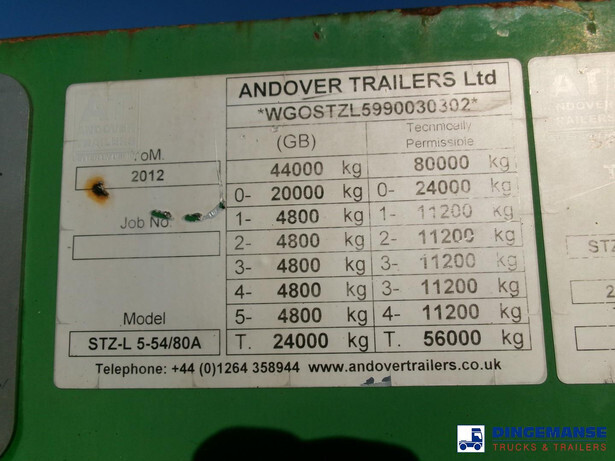 ANDOVER TRAILERS Ltd
*WGOSTZL5990030302*
(GB) Technically Permissible
44000 kg 80000 kg
0- 20000 kg 0- 24000 kg
1- 4800 kg 1- 11200 kg
2- 4800 kg 2- 11200 kg
3- 4800 kg 3- 11200 kg
4- 4800 kg 3- 11200 kg
5- 4800 kg 4- 11200 kg
T. 24000 kg T. 56000 kg
YoM.
2012
Job No.
Model
STZ-L 5-54/80A
Telephone: +44 (0)1264 358944 www.andovertrailers.co.uk
STZ
2
DINGEMANSE
TRUCKS & TRAILERS